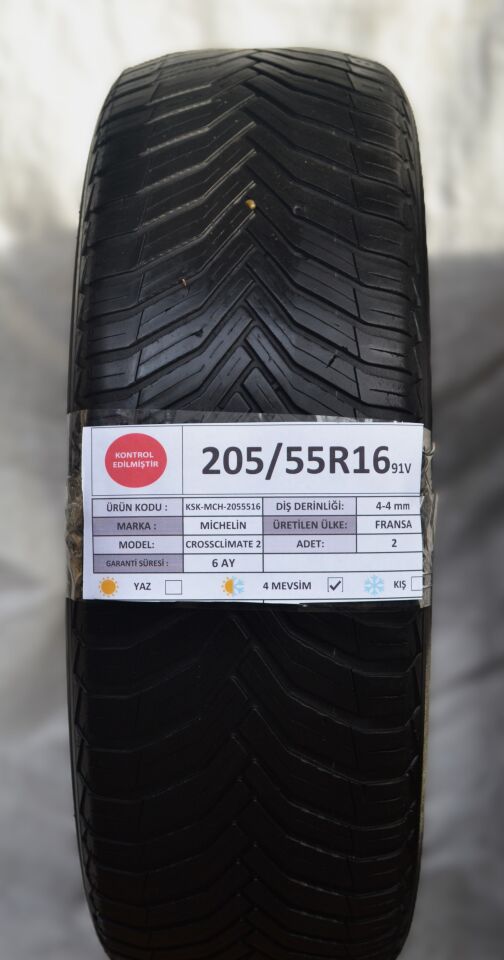 KONTROL
EDİLMİŞTİR
205/55R16 91V
ÜRÜN KODU : KSK-MCH-2055516 DİŞ DERİNLİĞİ: 4-4 mm
MARKA : MİCHELİN ÜRETİLEN ÜLKE: FRANSA
MODEL: CROSSCLİMATE 2 ADET: 2
GARANTİ SÜRESİ : 6 AY
YAZ 4 MEVSİM ✓ KIŞ